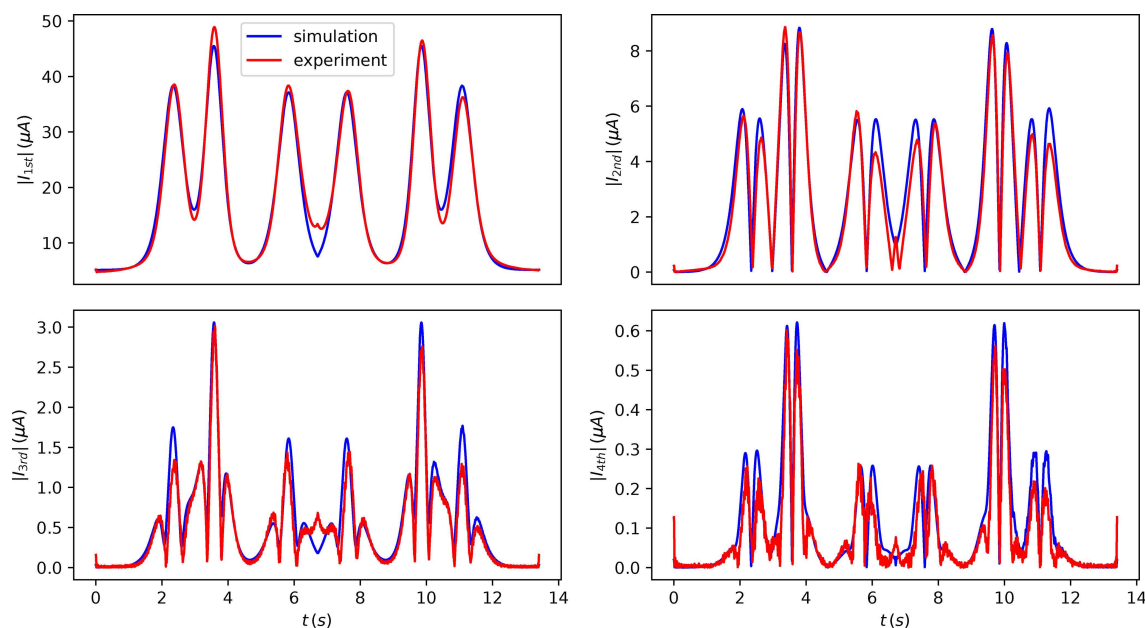 50
40
30
20
10
|I1st| (μA)
simulation
experiment
8
6
4
2
0
|I2nd| (μA)
3.0
2.5
2.0
1.5
1.0
0.5
0.0
|I3rd| (μA)
0 2 4 6 8 10 12 14
t (s)
0.6
0.5
0.4
0.3
0.2
0.1
0.0
|I4th| (μA)
0 2 4 6 8 10 12 14
t (s)